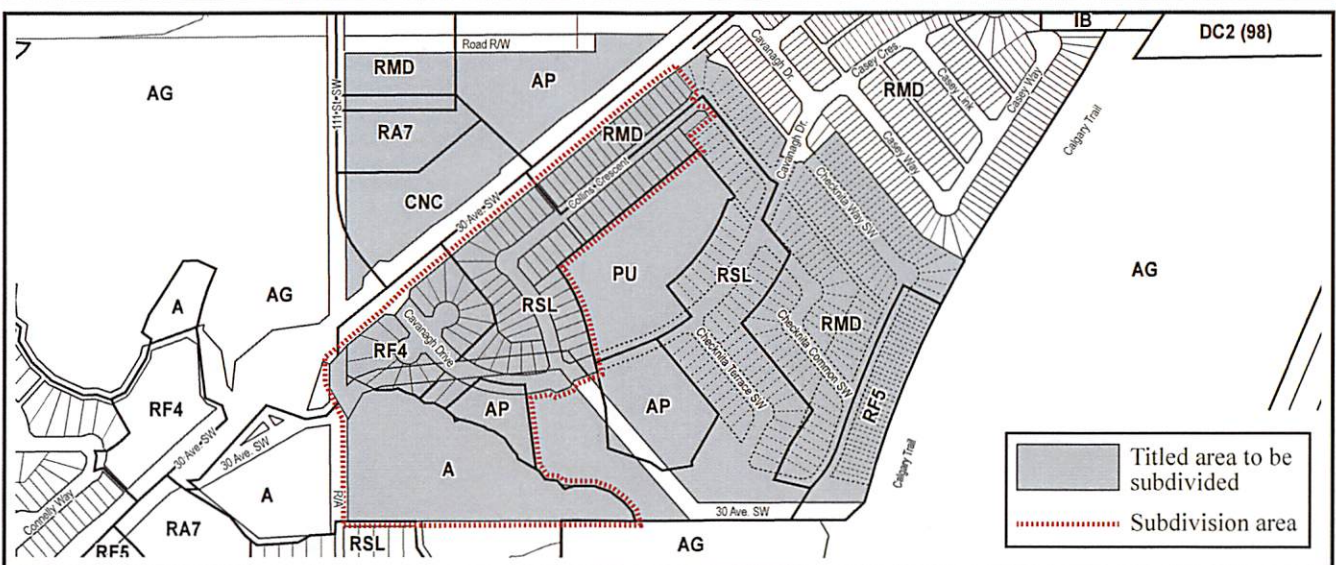 IB
DC2 (98)
Cavanagh Dr.
Road R/W
RMD
AP
Casey Cres.
Casey Link
Casey Way
AG
111 St•SW
RMD
RA7
RMD
Calgary Trail
Cavanagh Dr.
Casey Way
Collins•Crescent
Checknita Way SW
CNC
30 Ave•SW
AG
PU
RSL
AG
A
RSL
RMD
Cavanagh Drive
RF4
Checknita Common SW
Checknita Terrace SW
RF4
AP
AP
RF5
30 Ave•SW
30 Ave. SW
A
A
Connelly Way
R/A
Calgary Trail
RA7
RF5
RSL
30 Ave. SW
AG
Titled area to be
subdivided
Subdivision area